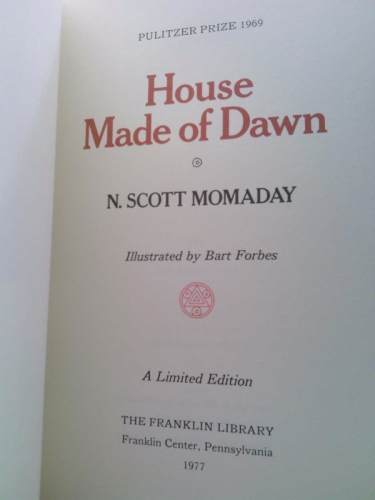 PULITZER PRIZE 1969
House
Made of Dawn
N. SCOTT MOMADAY
Illustrated by Bart Forbes
A Limited Edition
THE FRANKLIN LIBRARY
Franklin Center, Pennsylvania
1977